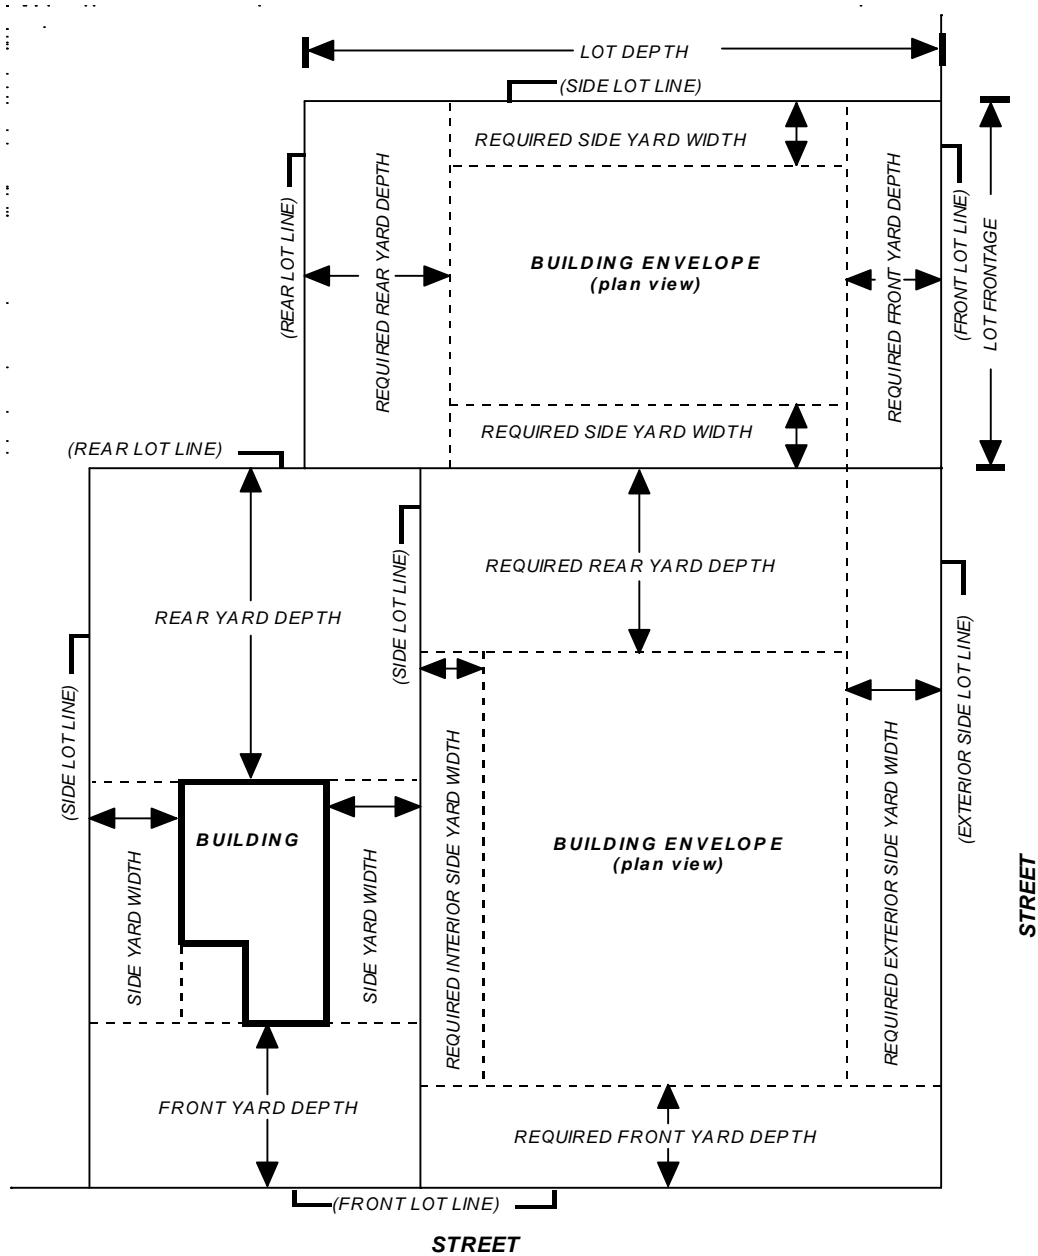 LOT DEPTH
(SIDE LOT LINE)
REQUIRED SIDE YARD WIDTH
(REAR LOT LINE)
REQUIRED REAR YARD DEPTH
BUILDING ENVELOPE
(plan view)
REQUIRED FRONT YARD DEPTH
(FRONT LOT LINE)
LOT FRONTAGE
REQUIRED SIDE YARD WIDTH
(REAR LOT LINE)
REAR YARD DEPTH
(SIDE LOT LINE)
(SIDE LOT LINE)
REQUIRED REAR YARD DEPTH
(EXTERIOR SIDE LOT LINE)
BUILDING
SIDE YARD WIDTH
SIDE YARD WIDTH
REQUIRED INTERIOR SIDE YARD WIDTH
BUILDING ENVELOPE
(plan view)
REQUIRED EXTERIOR SIDE YARD WIDTH
STREET
FRONT YARD DEPTH
REQUIRED FRONT YARD DEPTH
(FRONT LOT LINE)
STREET